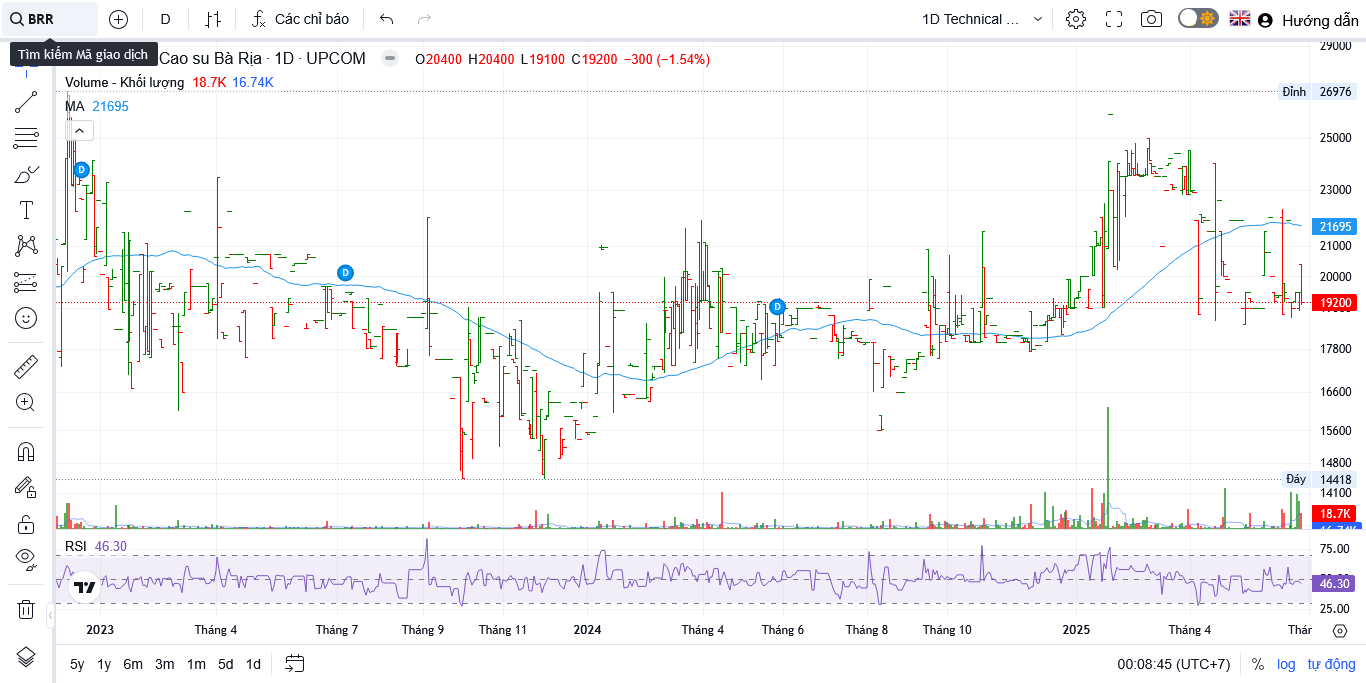 BRR
D
Các chỉ báo
1D Technical ...
Hướng dẫn
Tìm kiếm Mã giao dịch
Cao su Bà Rịa · 1D · UPCOM
O20400 H20400 L19100 C19200 −300 (−1.54%)
Volume - Khối lượng 18.7K 16.74K
MA 21695
29000
Đỉnh 26976
25000
23000
21695
21000
20000
19200
17800
16600
15600
14800
Đáy 14418
14100
18.7K
D
D
D
RSI 46.30
75.00
46.30
25.00
2023 Tháng 4 Tháng 7 Tháng 9 Tháng 11 2024 Tháng 4 Tháng 6 Tháng 8 Tháng 10 2025 Tháng 4 Thár
5y 1y 6m 3m 1m 5d 1d
00:08:45 (UTC+7) % log tự động